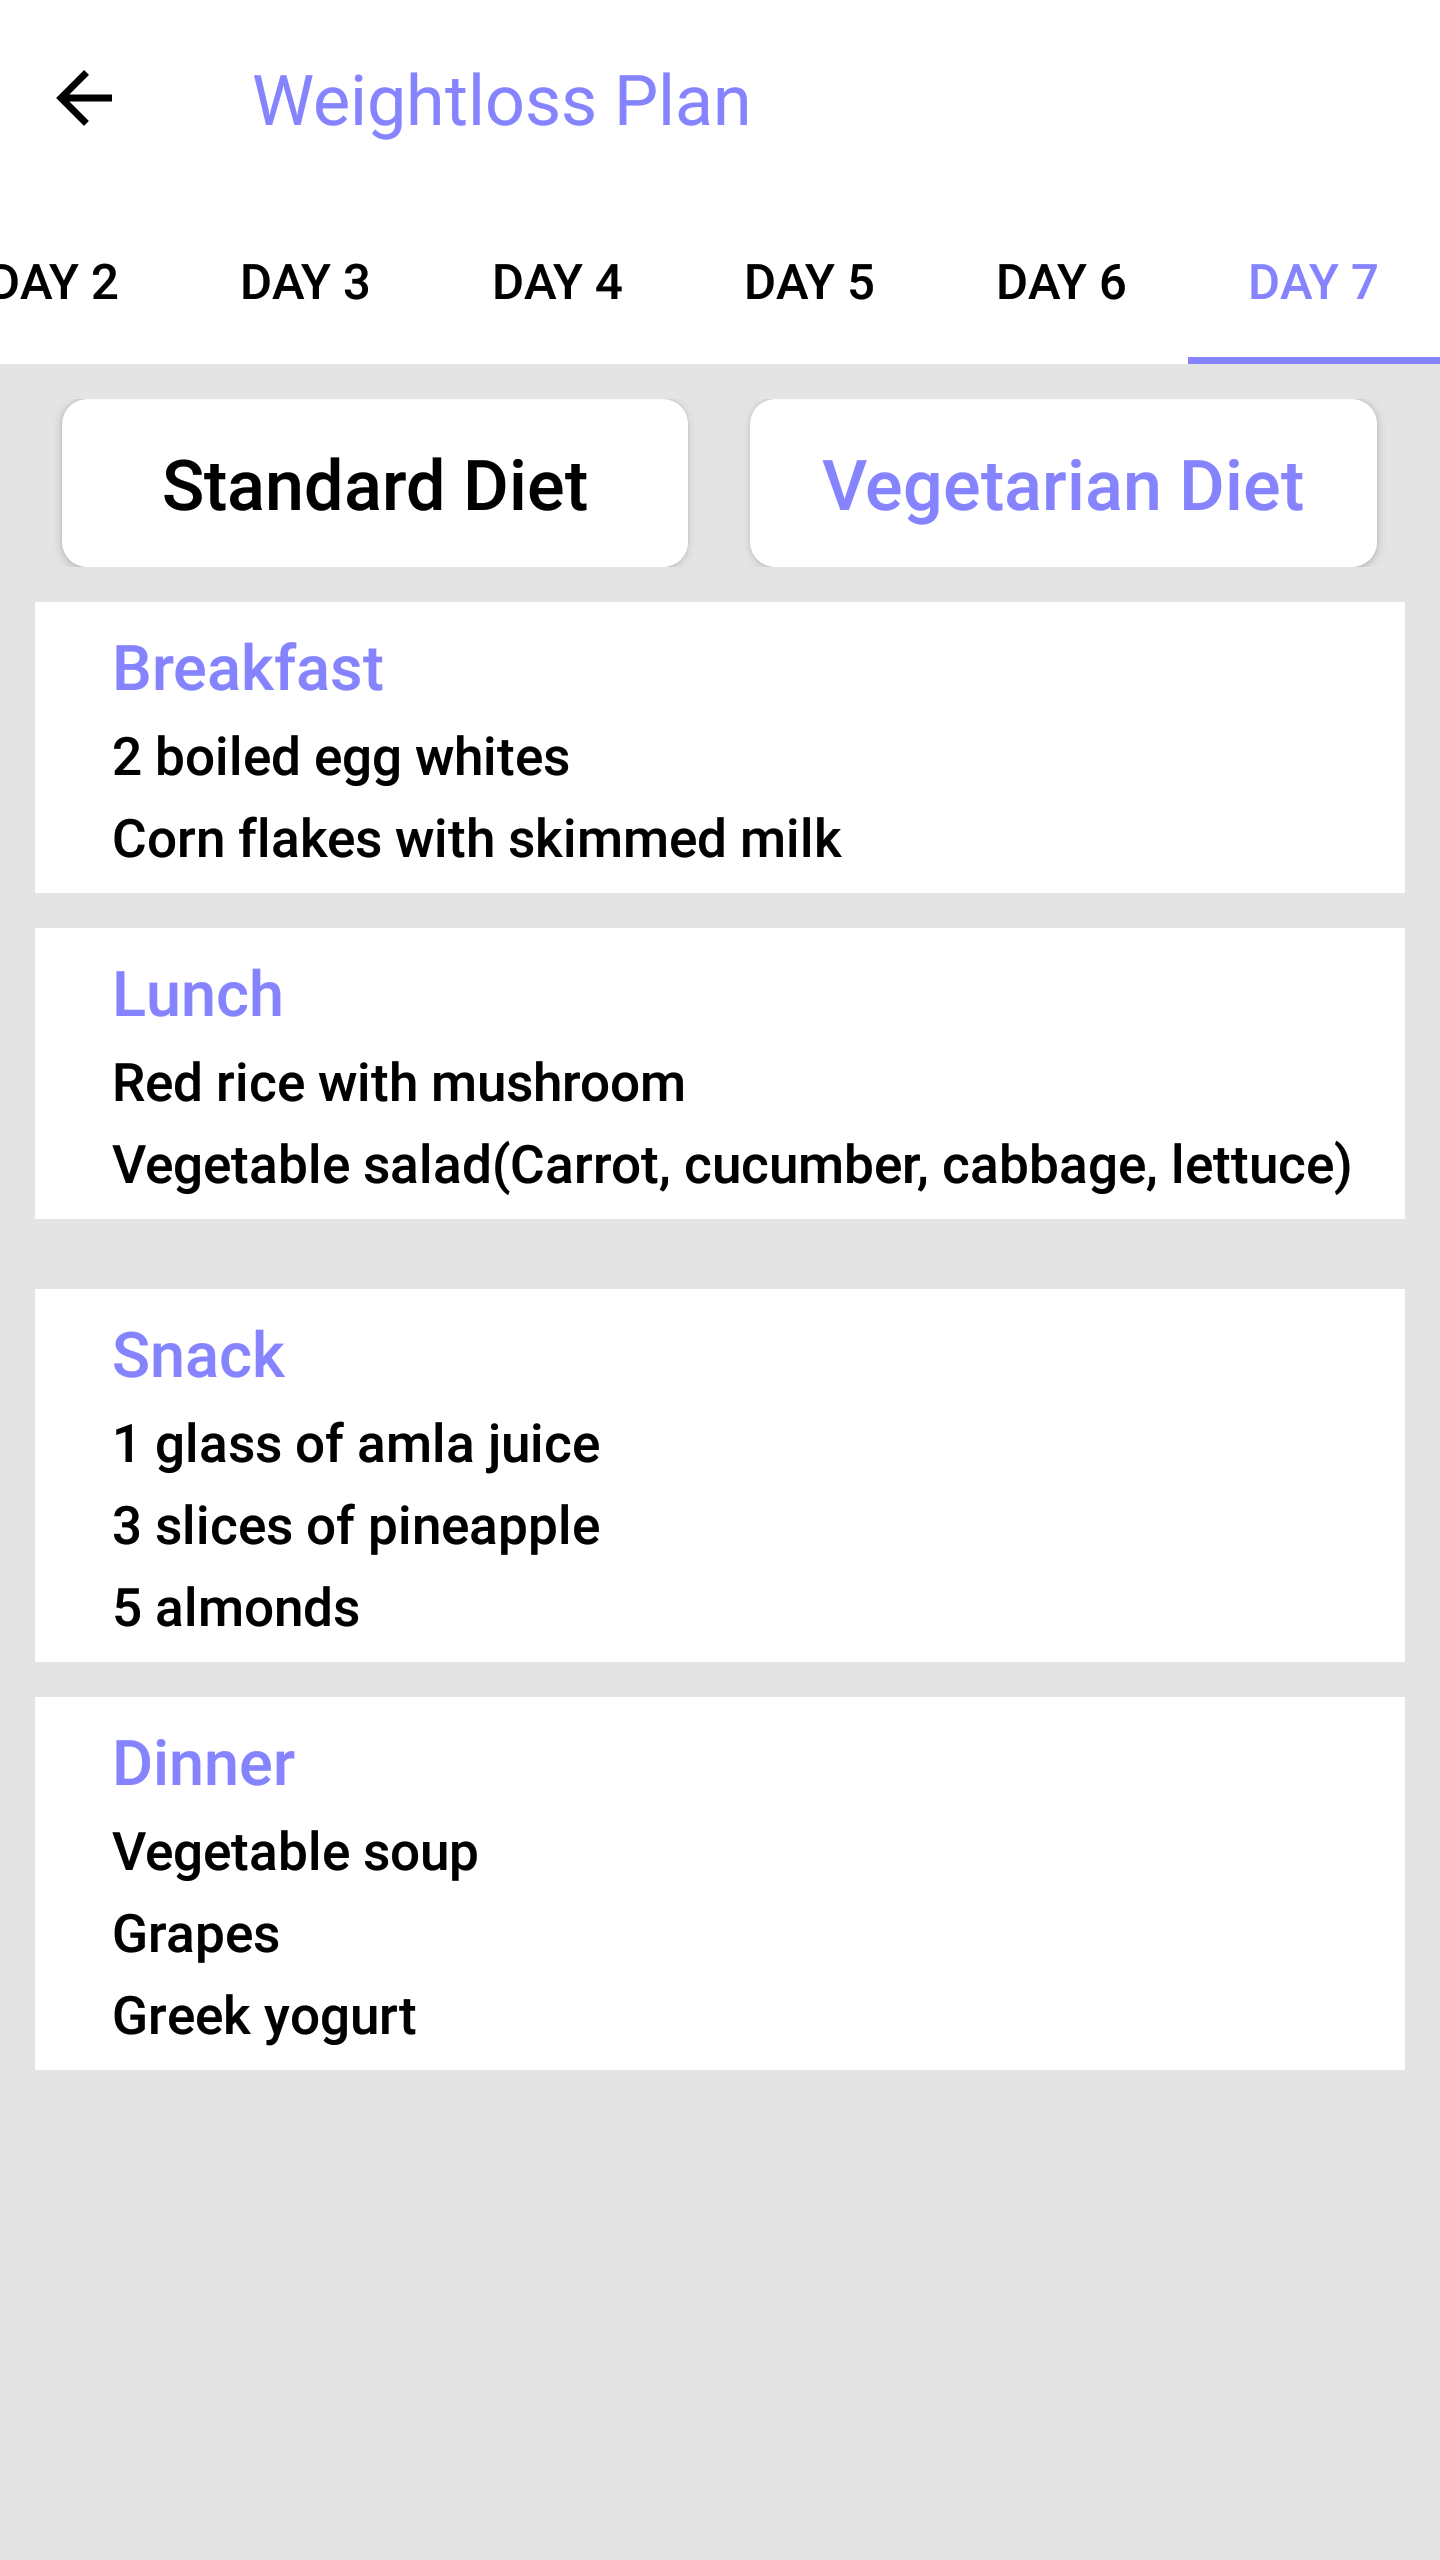 Weightloss Plan
DAY 2 DAY 3 DAY 4 DAY 5 DAY 6 DAY 7
Standard Diet Vegetarian Diet
Breakfast
2 boiled egg whites
Corn flakes with skimmed milk
Lunch
Red rice with mushroom
Vegetable salad(Carrot, cucumber, cabbage, lettuce)
Snack
1 glass of amla juice
3 slices of pineapple
5 almonds
Dinner
Vegetable soup
Grapes
Greek yogurt